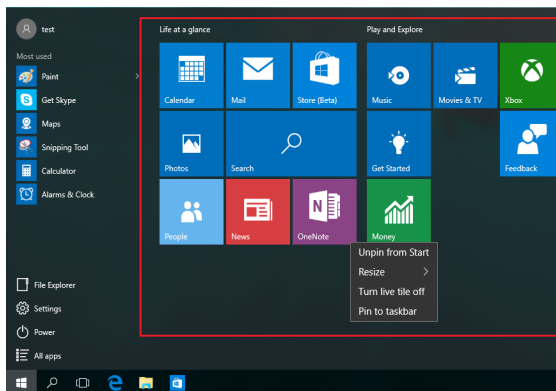 test
Most used
Paint
Get Skype
Maps
Snipping Tool
Calculator
Alarms & Clock
File Explorer
Settings
Power
All apps
Life at a glance
Play and Explore
Calendar
Mail
Store (Beta)
Music
Movies & TV
Xbox
Photos
Search
Get Started
Feedback
People
News
N
OneNote
Money
Unpin from Start
Resize
Turn live tile off
Pin to taskbar